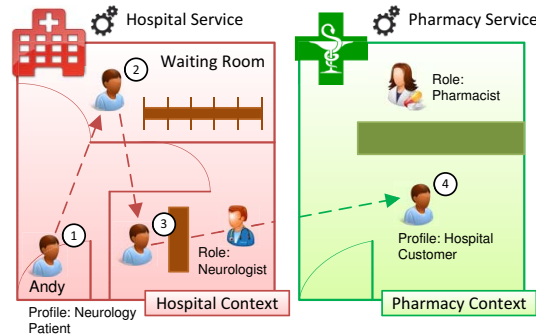 Hospital Service
Pharmacy Service
2
Waiting Room
Role:
Pharmacist
1
3
4
Role:
Neurologist
Profile: Hospital
Customer
Andy
Hospital Context
Pharmacy Context
Profile: Neurology
Patient